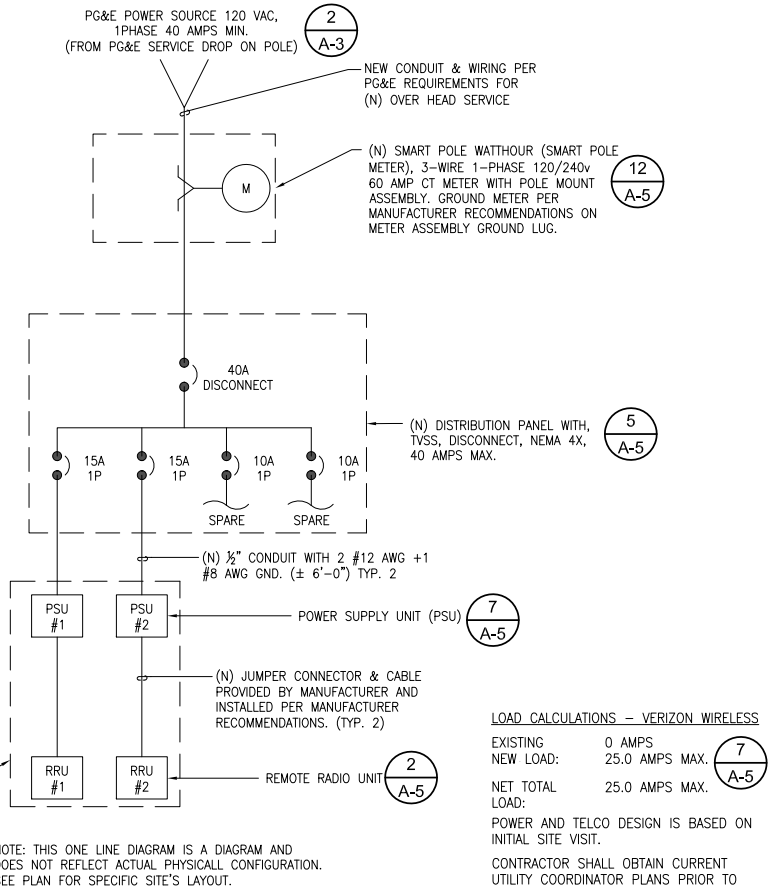 PG&E POWER SOURCE 120 VAC,
1PHASE 40 AMPS MIN.
(FROM PG&E SERVICE DROP ON POLE)
2
A-3
NEW CONDUIT & WIRING PER
PG&E REQUIREMENTS FOR
(N) OVER HEAD SERVICE
M
(N) SMART POLE WATTHOUR (SMART POLE
METER), 3-WIRE 1-PHASE 120/240v
60 AMP CT METER WITH POLE MOUNT
ASSEMBLY. GROUND METER PER
MANUFACTURER RECOMMENDATIONS ON
METER ASSEMBLY GROUND LUG.
12
A-5
40A
DISCONNECT
15A
1P
15A
1P
10A
1P
10A
1P
SPARE
SPARE
(N) DISTRIBUTION PANEL WITH,
TVSS, DISCONNECT, NEMA 4X,
40 AMPS MAX.
5
A-5
(N) ½" CONDUIT WITH 2 #12 AWG +1
#8 AWG GND. (± 6'-0") TYP. 2
PSU
#1
PSU
#2
POWER SUPPLY UNIT (PSU)
7
A-5
(N) JUMPER CONNECTOR & CABLE
PROVIDED BY MANUFACTURER AND
INSTALLED PER MANUFACTURER
RECOMMENDATIONS. (TYP. 2)
RRU
#1
RRU
#2
REMOTE RADIO UNIT
2
A-5
LOAD CALCULATIONS - VERIZON WIRELESS
EXISTING 0 AMPS
NEW LOAD: 25.0 AMPS MAX.
7
A-5
NET TOTAL 25.0 AMPS MAX.
LOAD:
POWER AND TELCO DESIGN IS BASED ON
INITIAL SITE VISIT.
CONTRACTOR SHALL OBTAIN CURRENT
UTILITY COORDINATOR PLANS PRIOR TO
NOTE: THIS ONE LINE DIAGRAM IS A DIAGRAM AND
DOES NOT REFLECT ACTUAL PHYSICALL CONFIGURATION.
SEE PLAN FOR SPECIFIC SITE'S LAYOUT.